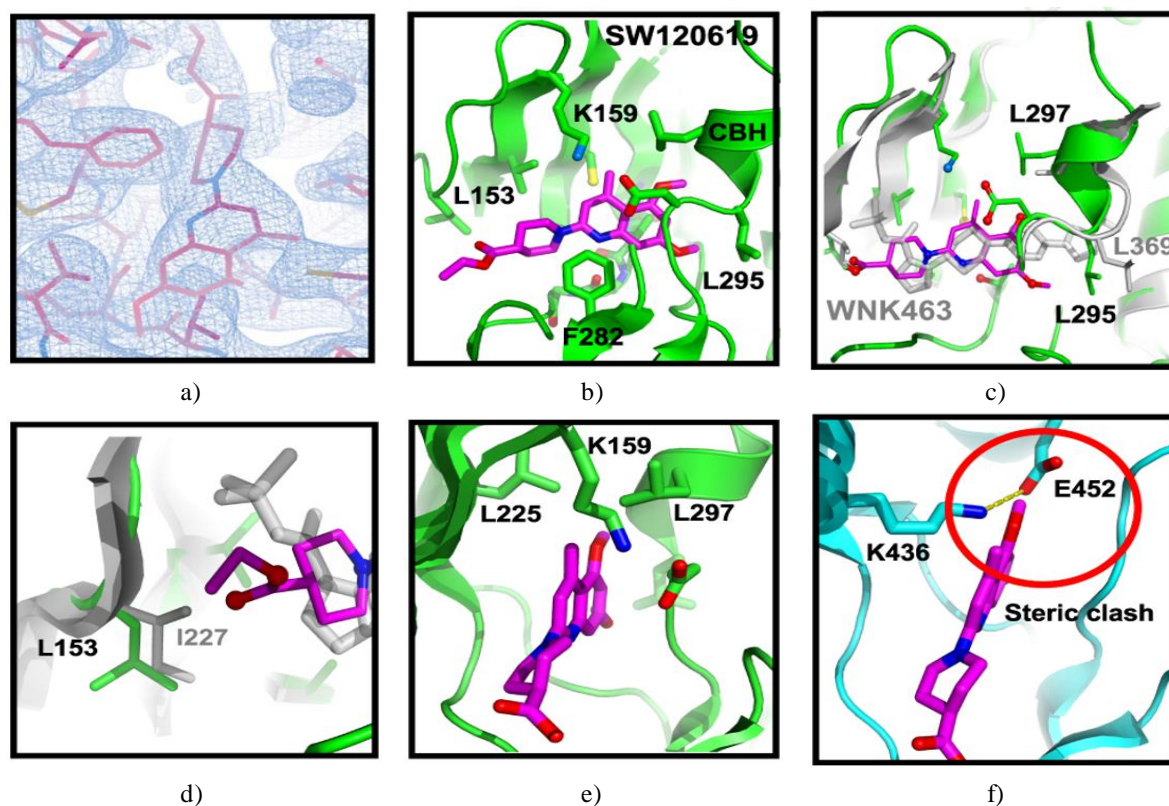 SW120619
K159
CBH
L153
L295
F282
L297
L369
WNK463
L295
a)
b)
c)
L153
I227
K159
L225
L297
E452
K436
Steric clash
d)
e)
f)